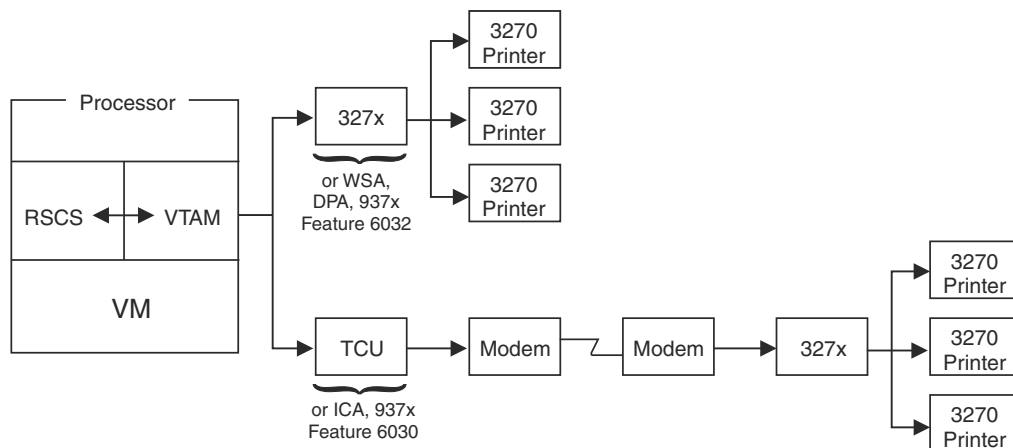 Processor
RSCS
VTAM
VM
327x
or WSA,
DPA, 937x
Feature 6032
3270
Printer
3270
Printer
3270
Printer
TCU
or ICA, 937x
Feature 6030
Modem
Modem
327x
3270
Printer
3270
Printer
3270
Printer